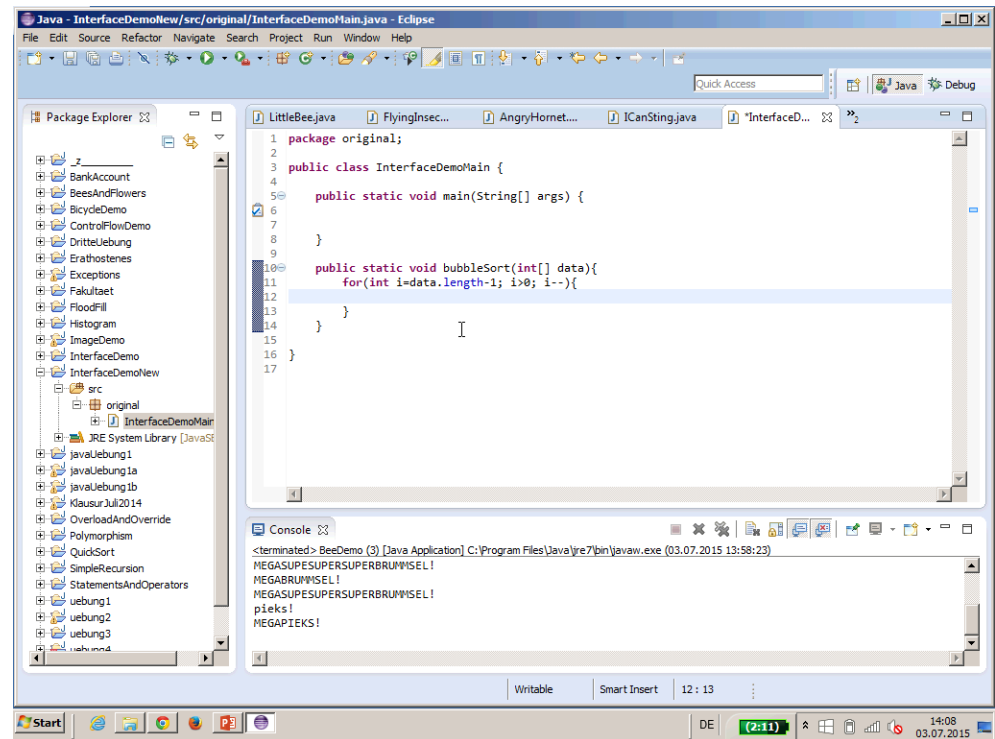 Java - InterfaceDemoNew/src/original/InterfaceDemoMain.java - Eclipse
File Edit Source Refactor Navigate Search Project Run Window Help
Quick Access
Java
Debug
Package Explorer
_z_________
BankAccount
BeesAndFlowers
BicycleDemo
ControlFlowDemo
DritteUebung
Erathostenes
Exceptions
Fakultaet
FloodFill
Histogram
ImageDemo
InterfaceDemo
InterfaceDemoNew
src
original
InterfaceDemoMain
JRE System Library [JavaSE
javaUebung1
javaUebung1a
javaUebung1b
KlausurJuli2014
OverloadAndOverride
Polymorphism
QuickSort
SimpleRecursion
StatementsAndOperators
uebung1
uebung2
uebung3
uebung4
LittleBee.java FlyingInsec... AngryHornet.... ICanSting.java *InterfaceD... »2
1 package original;
2
3 public class InterfaceDemoMain {
4
5 public static void main(String[] args) {
6
7
8 }
9
10 public static void bubbleSort(int[] data){
11 for(int i=data.length-1; i>0; i--){
12
13 }
14 }
15
16 }
17
Console
<terminated> BeeDemo (3) [Java Application] C:\Program Files\Java\jre7\bin\javaw.exe (03.07.2015 13:58:23)
MEGASUPESUPERSUPERBRUMMSEL!
MEGABRUMMSEL!
MEGASUPESUPERSUPERBRUMMSEL!
pieks!
MEGAPIEKS!
Writable Smart Insert 12 : 13
Start
DE (2:11) 14:08
03.07.2015